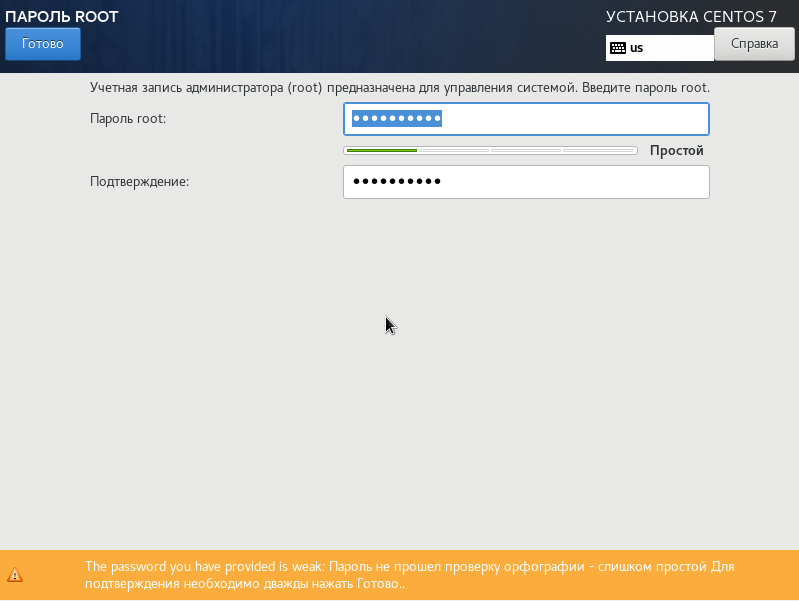 ПАРОЛЬ ROOT
УСТАНОВКА CENTOS 7
Готово
us
Справка
Учетная запись администратора (root) предназначена для управления системой. Введите пароль root.
Пароль root:
●●●●●●●●●●
Простой
Подтверждение:
●●●●●●●●●●
The password you have provided is weak: Пароль не прошел проверку орфографии - слишком простой Для
подтверждения необходимо дважды нажать Готово..